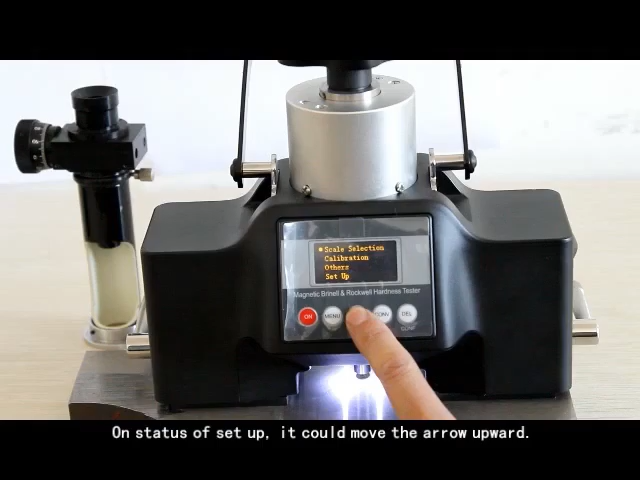 Scale Selection
Calibration
Others
Set Up
Magnetic Brinell & Rockwell Hardness Tester
ON
MENU
CONV
DEL
On status of set up, it could move the arrow upward.